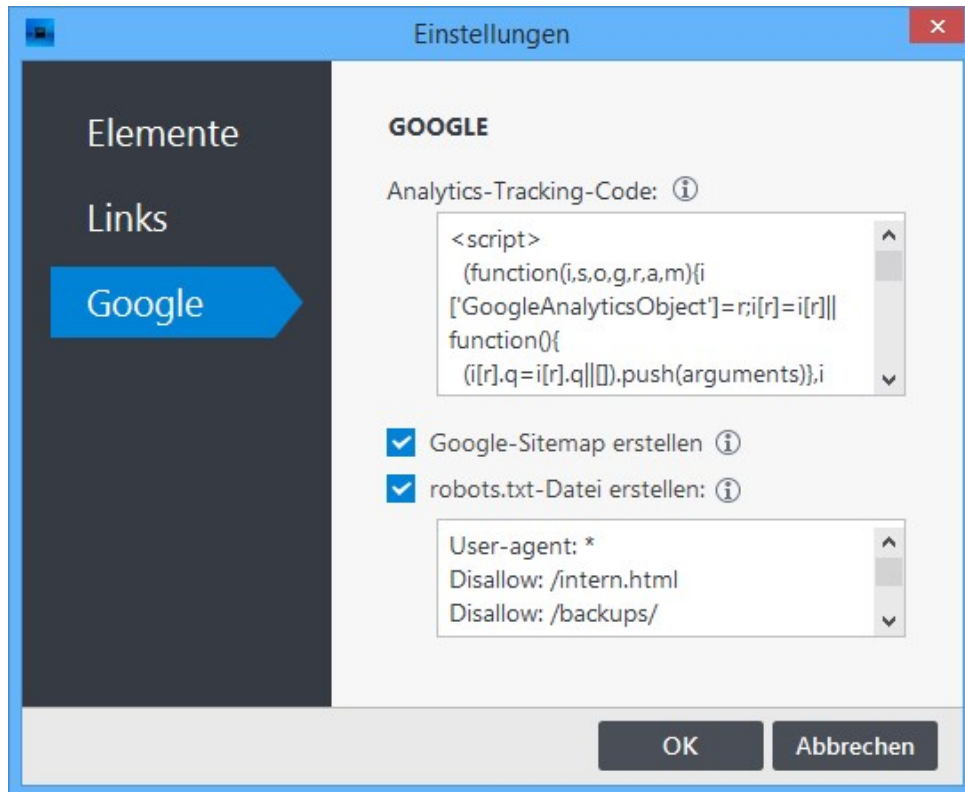 Einstellungen
Elemente
Links
Google
GOOGLE
Analytics-Tracking-Code:
<script>
(function(i,s,o,g,r,a,m){i
['GoogleAnalyticsObject']=r;i[r]=i[r]||
function(){
(i[r].q=i[r].q||[]).push(arguments)},i
Google-Sitemap erstellen
robots.txt-Datei erstellen:
User-agent: *
Disallow: /intern.html
Disallow: /backups/
OK
Abbrechen